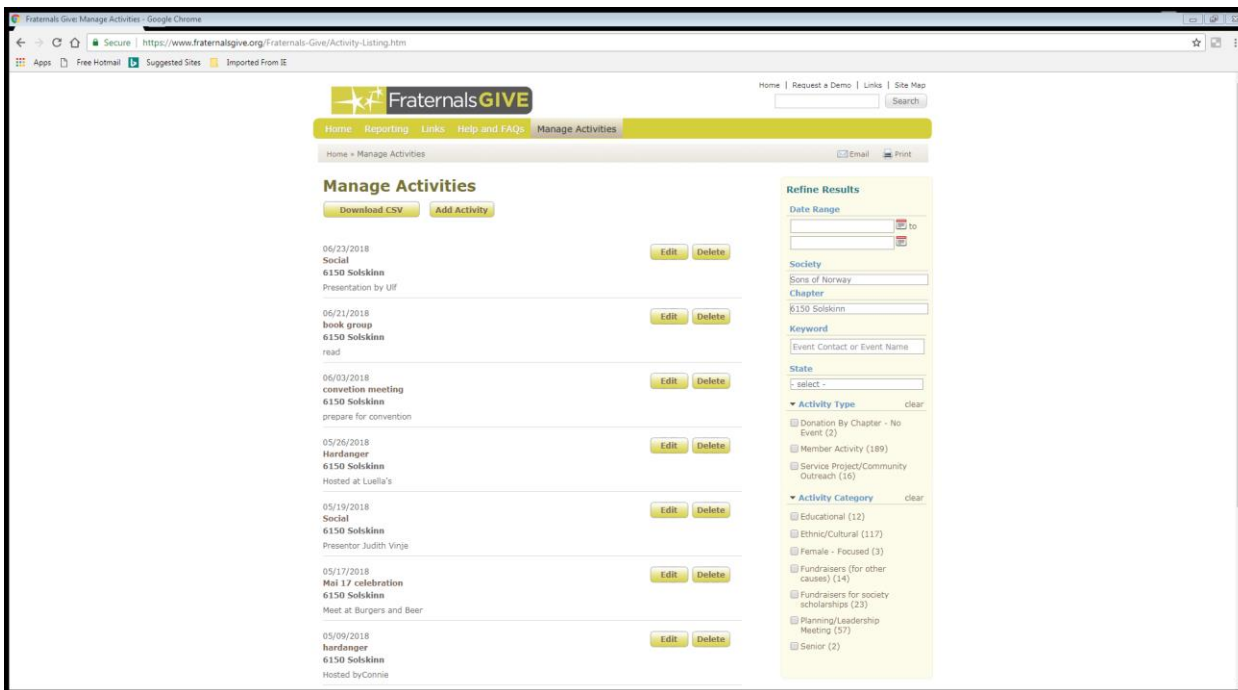 Fraternals Give: Manage Activities - Google Chrome
Secure | https://www.fraternalsgive.org/Fraternals-Give/Activity-Listing.htm
Apps Free Hotmail Suggested Sites Imported From IE
Home | Request a Demo | Links | Site Map
FraternalsGIVE
Search
Home Reporting Links Help and FAQs Manage Activities
Home » Manage Activities
Email Print
Manage Activities
Download CSV Add Activity
06/23/2018
Social
6150 Solskinn
Presentation by Ulf
Edit Delete
06/21/2018
book group
6150 Solskinn
read
Edit Delete
06/03/2018
convetion meeting
6150 Solskinn
prepare for convention
Edit Delete
05/26/2018
Hardanger
6150 Solskinn
Hosted at Luella's
Edit Delete
05/19/2018
Social
6150 Solskinn
Presentor Judith Vinje
Edit Delete
05/17/2018
Mai 17 celebration
6150 Solskinn
Meet at Burgers and Beer
Edit Delete
05/09/2018
hardanger
6150 Solskinn
Hosted byConnie
Edit Delete
Refine Results
Date Range
to
Society
Sons of Norway
Chapter
6150 Solskinn
Keyword
Event Contact or Event Name
State
- select -
Activity Type clear
Donation By Chapter - No
Event (2)
Member Activity (189)
Service Project/Community
Outreach (16)
Activity Category clear
Educational (12)
Ethnic/Cultural (117)
Female - Focused (3)
Fundraisers (for other
causes) (14)
Fundraisers for society
scholarships (23)
Planning/Leadership
Meeting (57)
Senior (2)